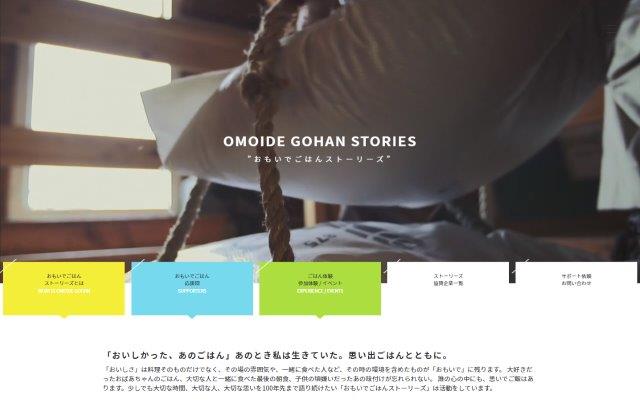 OMOIDE GOHAN STORIES
”おもいでごはんストーリーズ”
おもいでごはん
ストーリーズとは
WHAT IS OMOIDE GOHAN
おもいでごはん
応援団
SUPPORTERS
ごはん体験
参加体験 / イベント
EXPERIENCE / EVENTS
ストーリーズ
協賛企業一覧
サポート依頼
お問い合わせ
「おいしかった、あのごはん」あのとき私は生きていた。思い出ごはんとともに。
「おいしさ」は料理そのものだけでなく、その場の雰囲気や、一緒に食べた人など、その時の環境を含めたものが「おもいで」に残ります。 大好きだ
ったおばあちゃんのごはん、大切な人と一緒に食べた最後の朝食、子供の頃嫌いだったあの味付けが忘れられない。 誰の心の中にも、思いでご飯はあ
ります。少しでも大切な時間、大切な人、大切な思いを100年先まで語り続けたい「おもいでごはんストーリーズ」は活動をしています。